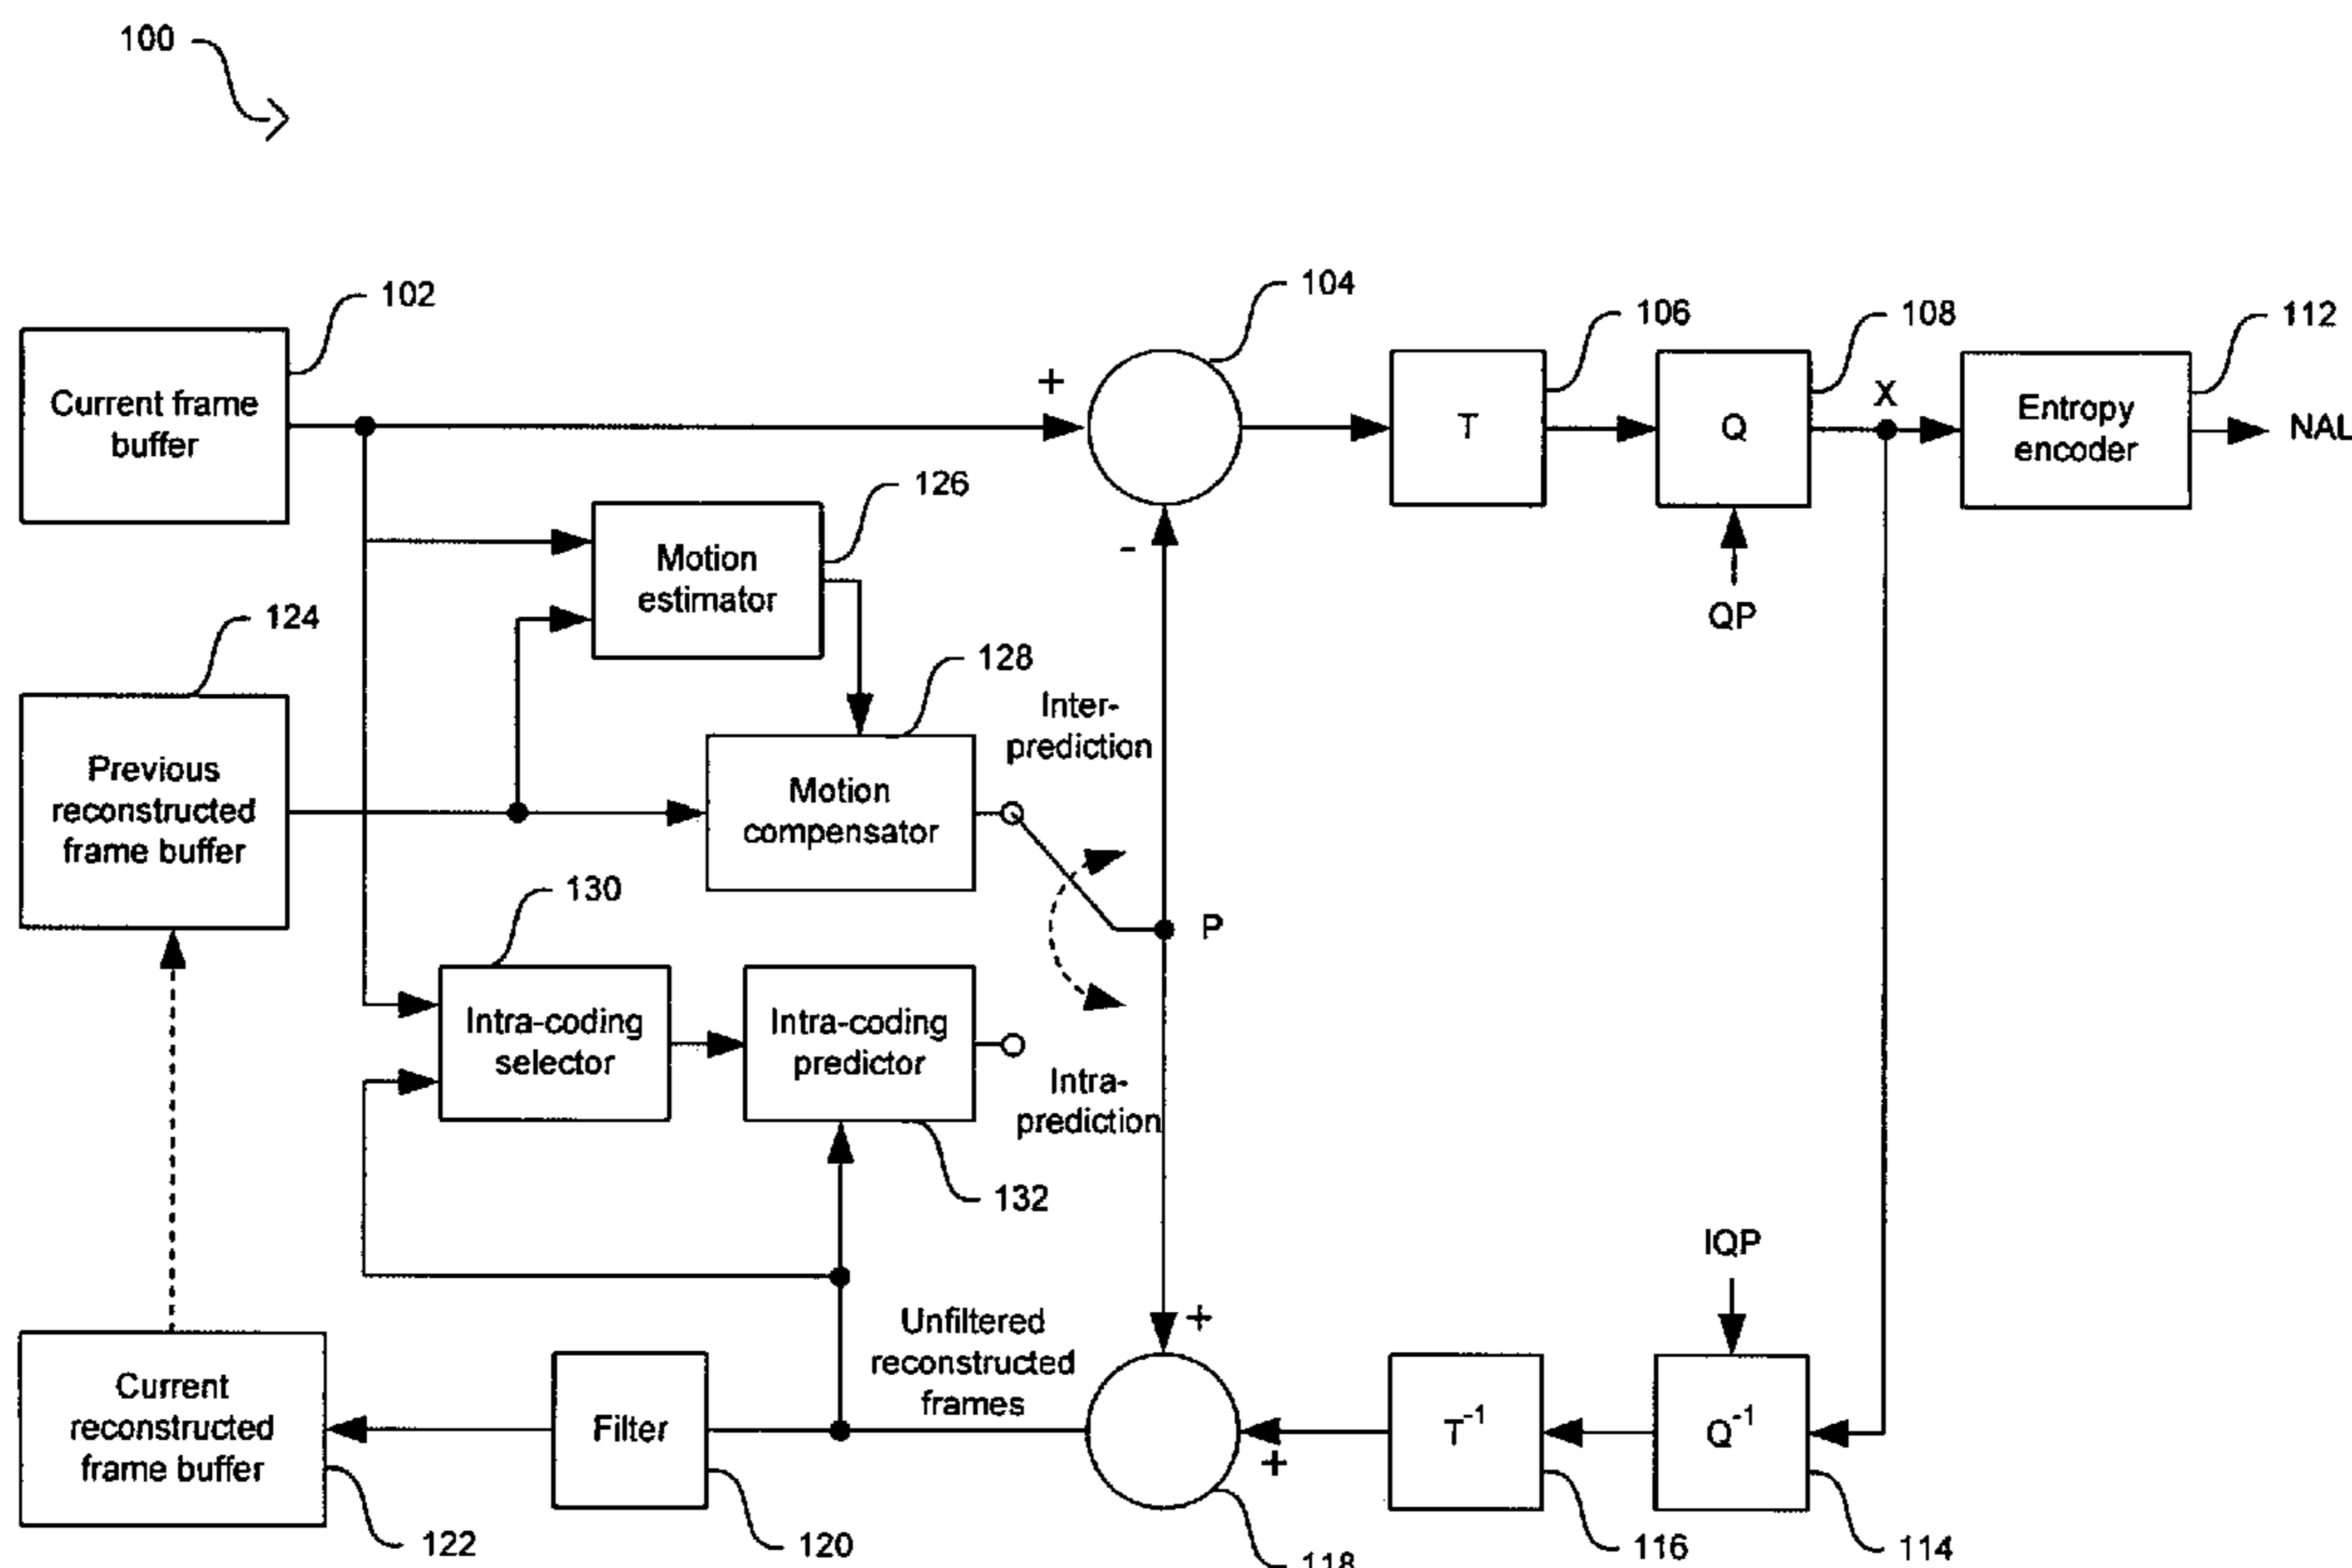 100
102
104
106
108
112
Current frame
buffer
+
T
Q
X
Entropy
encoder
NAL
126
Motion
estimator
-
QP
124
128
Inter-
prediction
Previous
reconstructed
frame buffer
Motion
compensator
130
P
Intra-coding
selector
Intra-coding
predictor
Intra-
prediction
132
IQP
Unfiltered
reconstructed
frames
+
Current
reconstructed
frame buffer
Filter
+
T-1
Q-1
122
120
118
116
114